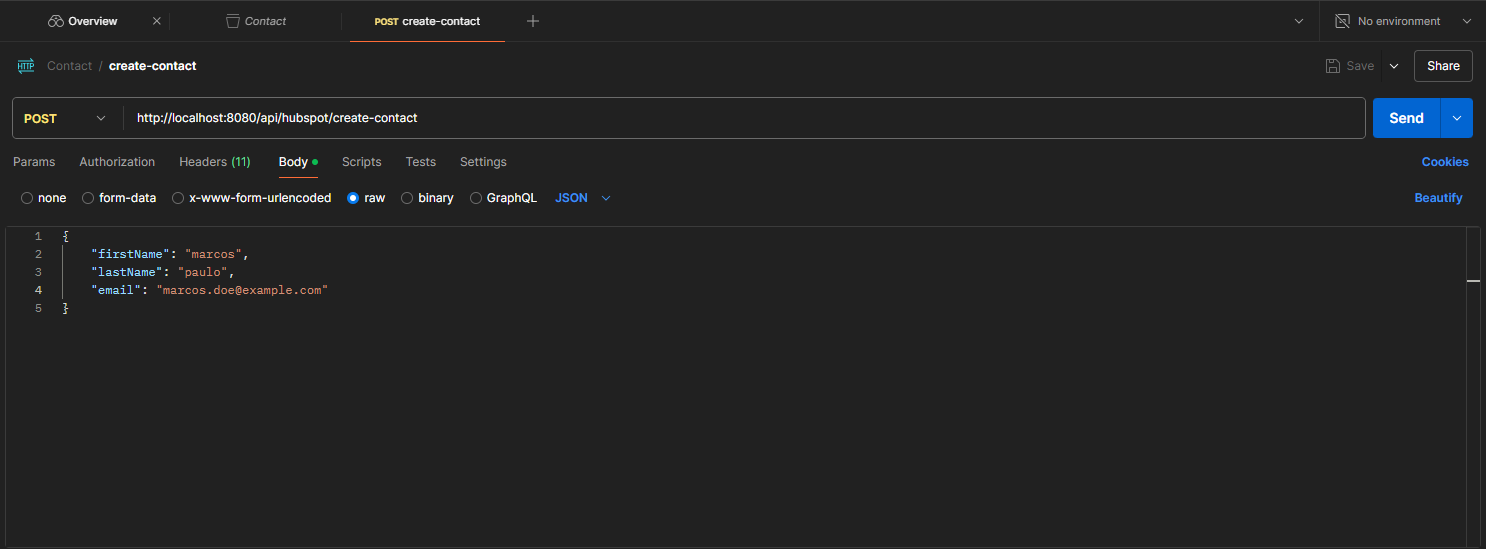 Overview Contact POST create-contact No environment
HTTP Contact / create-contact Save Share
POST http://localhost:8080/api/hubspot/create-contact Send
Params Authorization Headers (11) Body Scripts Tests Settings Cookies
none form-data x-www-form-urlencoded raw binary GraphQL JSON Beautify
1 {
2 "firstName": "marcos",
3 "lastName": "paulo",
4 "email": "marcos.doe@example.com"
5 }